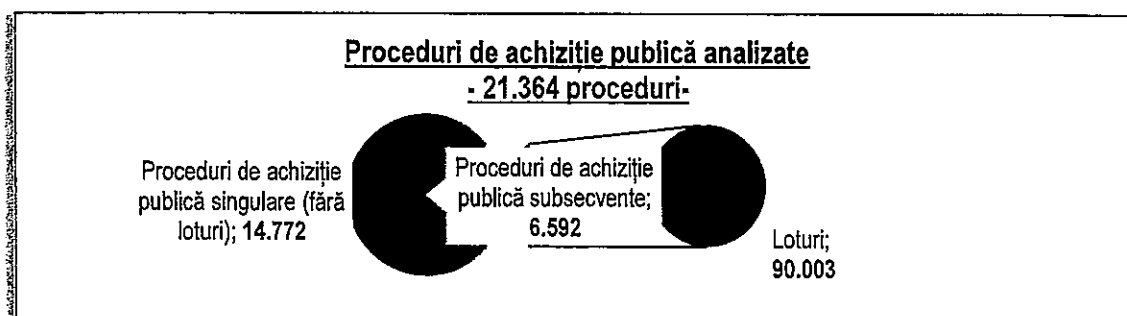 Proceduri de achiziție publică analizate
- 21.364 proceduri-
Proceduri de achiziție
publică singulare (fără
loturi); 14.772
Proceduri de achiziție
publică subsecvente;
6.592
Loturi;
90.003